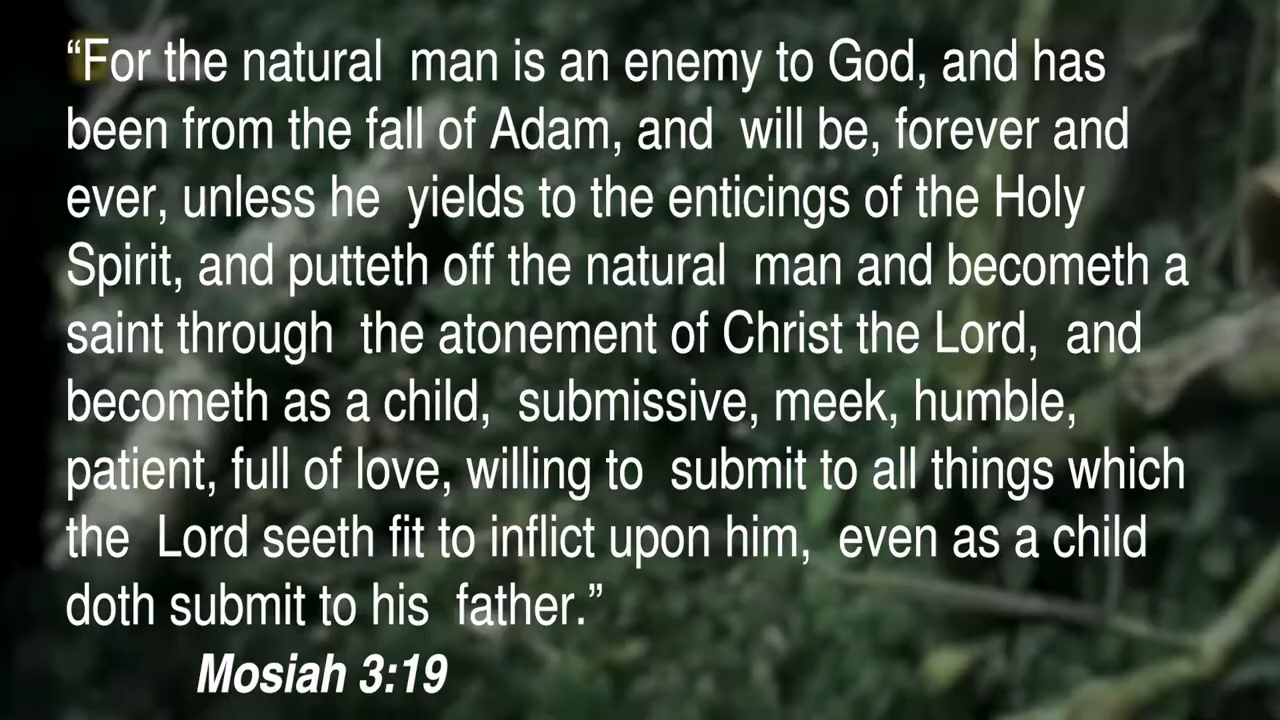 “For the natural  man is an enemy to God, and has
been from the fall of Adam, and  will be, forever and
ever, unless he  yields to the enticings of the Holy
Spirit, and putteth off the natural  man and becometh a
saint through  the atonement of Christ the Lord,  and
becometh as a child,  submissive, meek, humble,
patient, full of love, willing to  submit to all things which
the  Lord seeth fit to inflict upon him,  even as a child
doth submit to his  father.”
Mosiah 3:19